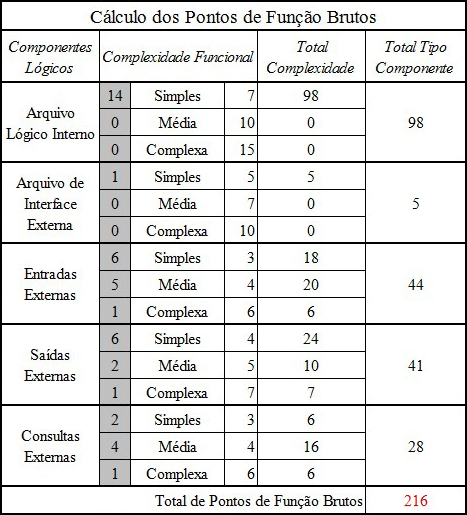 Cálculo dos Pontos de Função Brutos
Componentes Lógicos Complexidade Funcional Total Complexidade Total Tipo Componente
Arquivo Lógico Interno 14 Simples 7 98 98
0 Média 10 0
0 Complexa 15 0
Arquivo de Interface Externa 1 Simples 5 5 5
0 Média 7 0
0 Complexa 10 0
Entradas Externas 6 Simples 3 18 44
5 Média 4 20
1 Complexa 6 6
Saídas Externas 6 Simples 4 24 41
2 Média 5 10
1 Complexa 7 7
Consultas Externas 2 Simples 3 6 28
4 Média 4 16
1 Complexa 6 6
Total de Pontos de Função Brutos 216